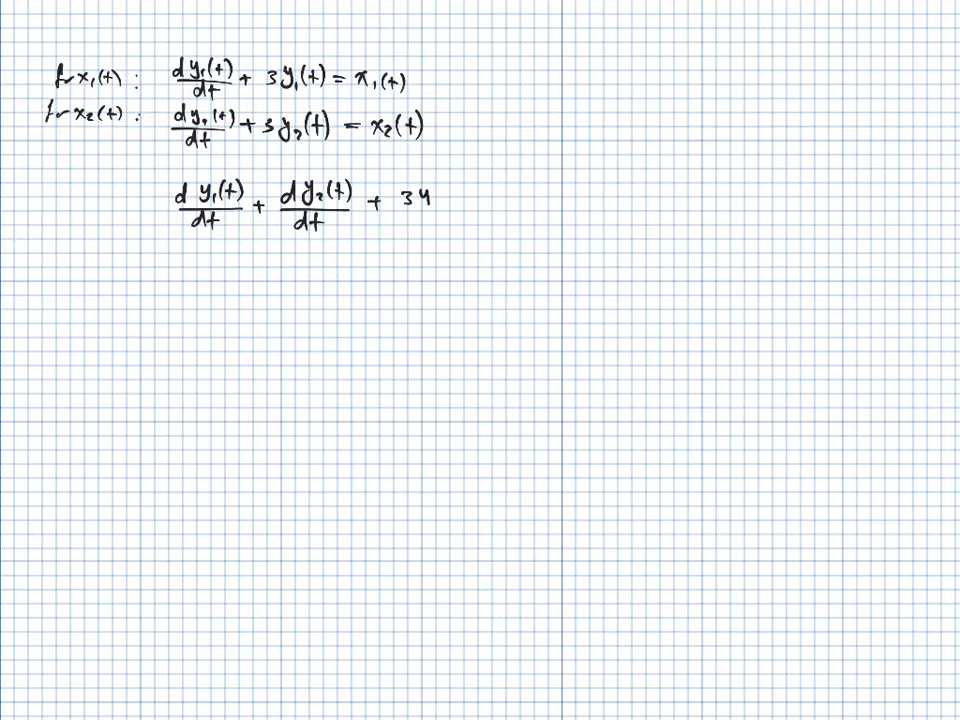 for x₁(t) : dy₁(t)/dt + 3y₁(t) = x₁(t)
for x₂(t) : dy₂(t)/dt + 3y₂(t) = x₂(t)
dy₁(t)/dt + dy₂(t)/dt + 3y